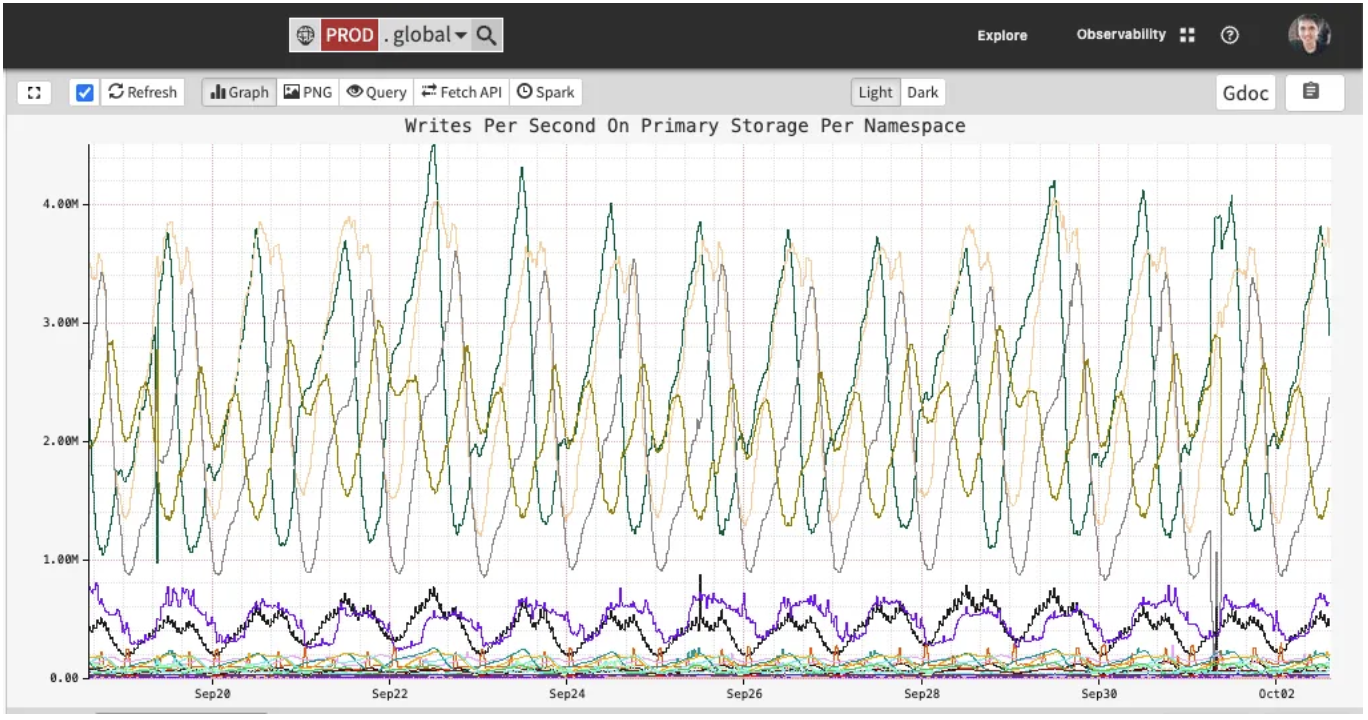 PROD . global
Explore
Observability
Refresh
Graph
PNG
Query
Fetch API
Spark
Light
Dark
Gdoc
Writes Per Second On Primary Storage Per Namespace
4.00M
3.00M
2.00M
1.00M
0.00
Sep20
Sep22
Sep24
Sep26
Sep28
Sep30
Oct02